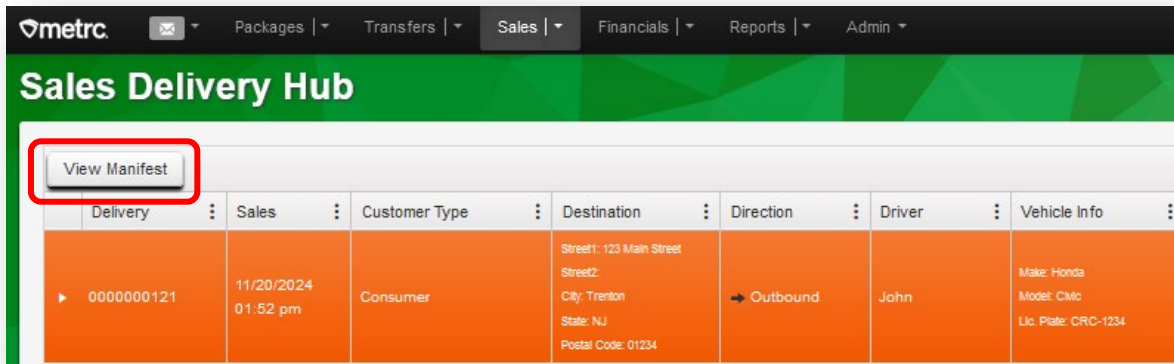 metrc.
Packages | Transfers | Sales | Financials | Reports | Admin
Sales Delivery Hub
View Manifest
Delivery Sales Customer Type Destination Direction Driver Vehicle Info
0000000121
11/20/2024
01:52 pm
Consumer
Street1: 123 Main Street
Street2:
City: Trenton
State: NJ
Postal Code: 01234
Outbound
John
Make: Honda
Model: Civic
Lic. Plate: CRC-1234